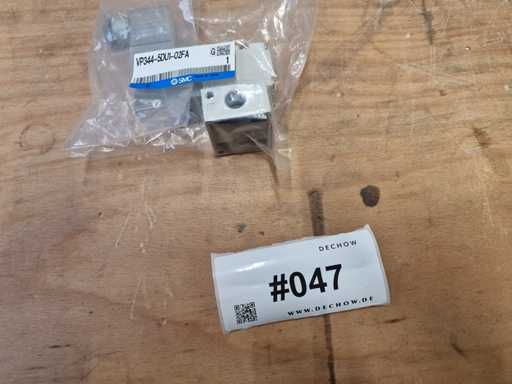 VP344-5DU1-02FA
G
1
SMC
DECHOW
#047
WWW.DECHOW.DE